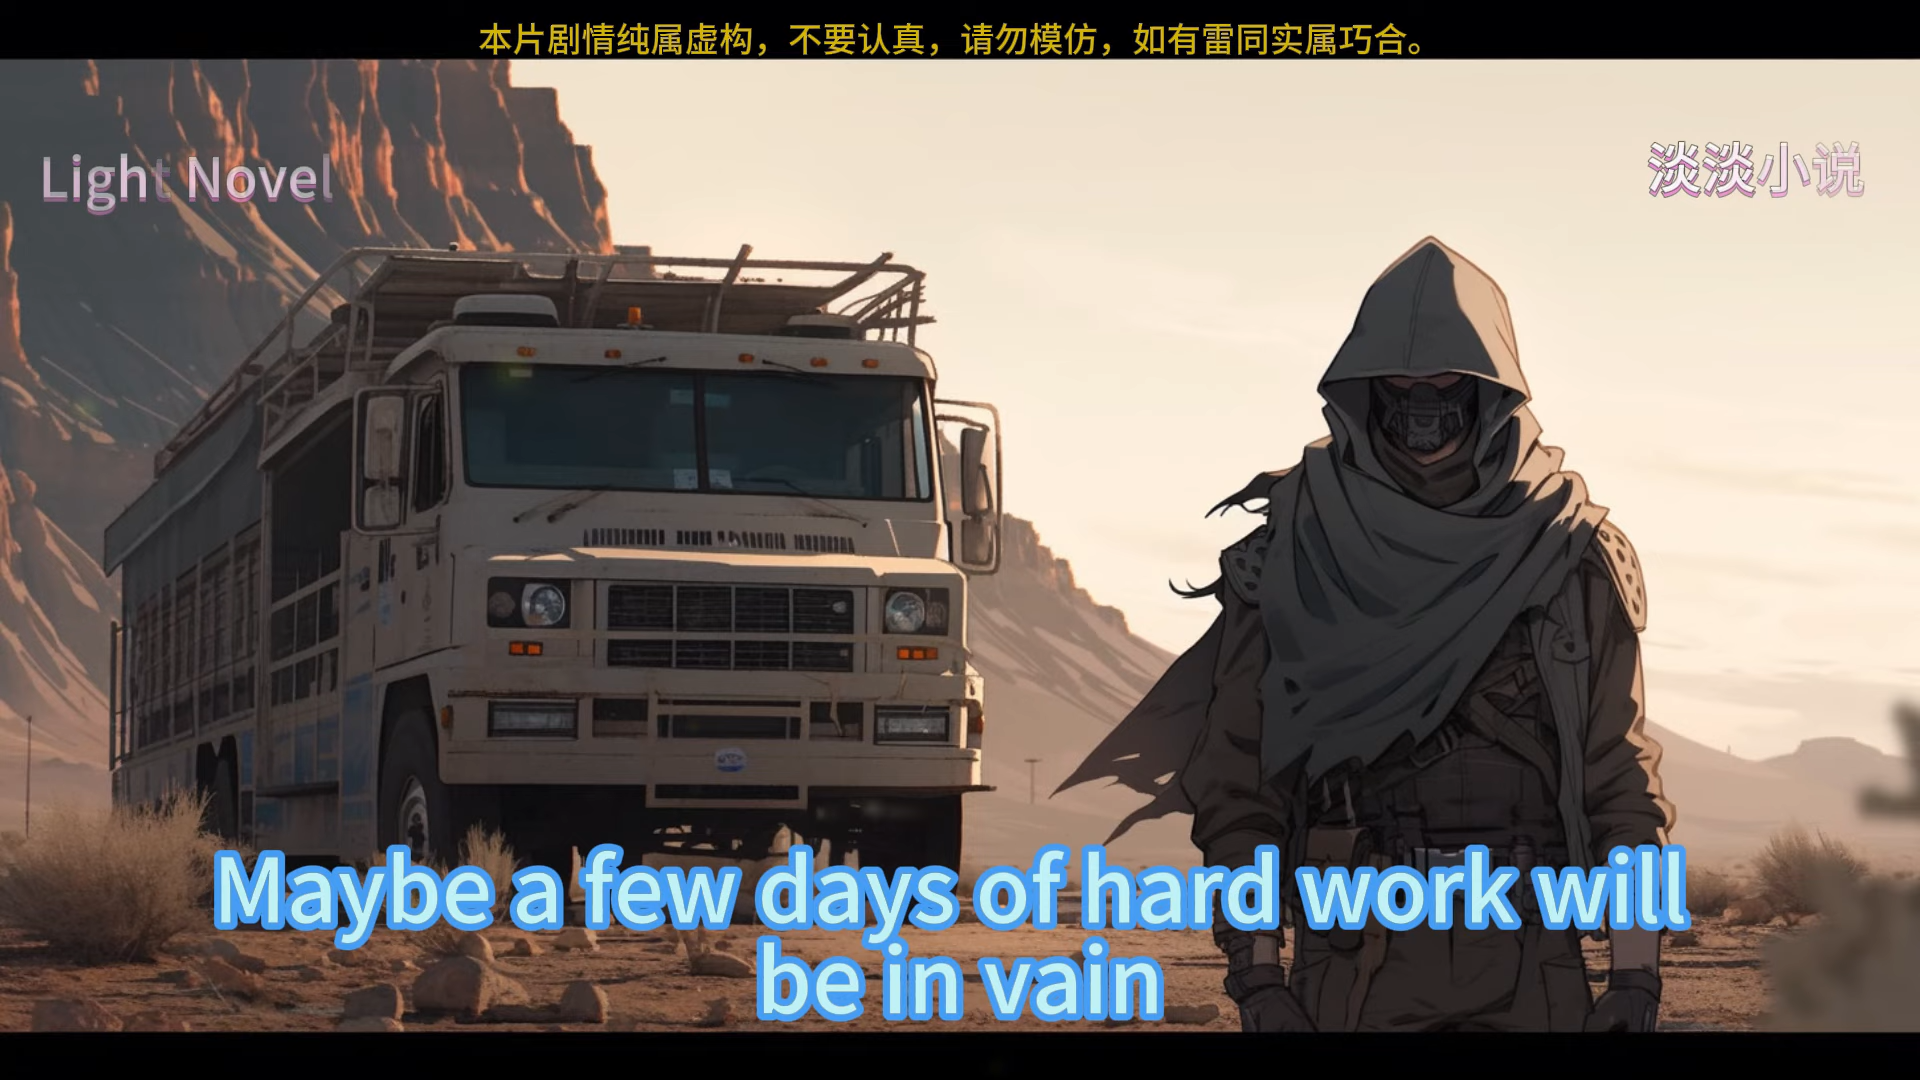 本片剧情纯属虚构，不要认真，请勿模仿，如有雷同实属巧合。
Light Novel
淡淡小说
Maybe a few days of hard work will
be in vain